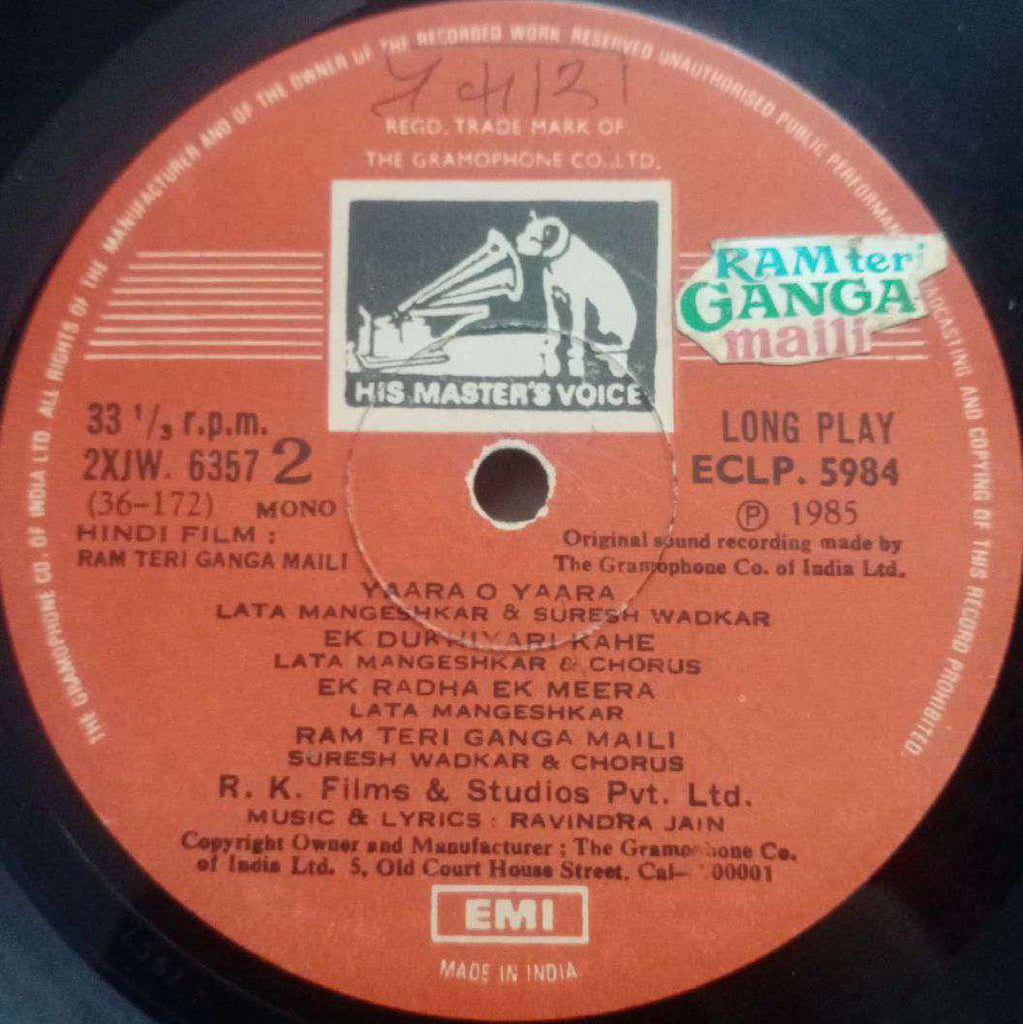 THE GRAMOPHONE CO. OF INDIA LTD. ALL RIGHTS OF THE MANUFACTURER AND OF THE OWNER OF THE RECORDED WORK RESERVED UNAUTHORISED PUBLIC PERFORMAN ADCASTING AND COPYING OF THIS RECORD PROHIBITED.
REGD. TRADE MARK OF
THE GRAMOPHONE CO. LTD.
HIS MASTER'S VOICE
RAM teri
GANGA
maili
33 1/3 r.p.m.
2XJW. 6357 2
(36-172) MONO
HINDI FILM :
RAM TERI GANGA MAILI
LONG PLAY
ECLP. 5984
Ⓟ 1985
Original sound recording made by
The Gramophone Co. of India Ltd.
YAARA O YAARA
LATA MANGESHKAR & SURESH WADKAR
EK DUKHIYARI KAHE
LATA MANGESHKAR & CHORUS
EK RADHA EK MEERA
LATA MANGESHKAR
RAM TERI GANGA MAILI
SURESH WADKAR & CHORUS
R. K. Films & Studios Pvt. Ltd.
MUSIC & LYRICS : RAVINDRA JAIN
Copyright Owner and Manufacturer ; The Gramophone Co.
of India Ltd. 5, Old Court House Street, Cal- 00001
EMI
MADE IN INDIA